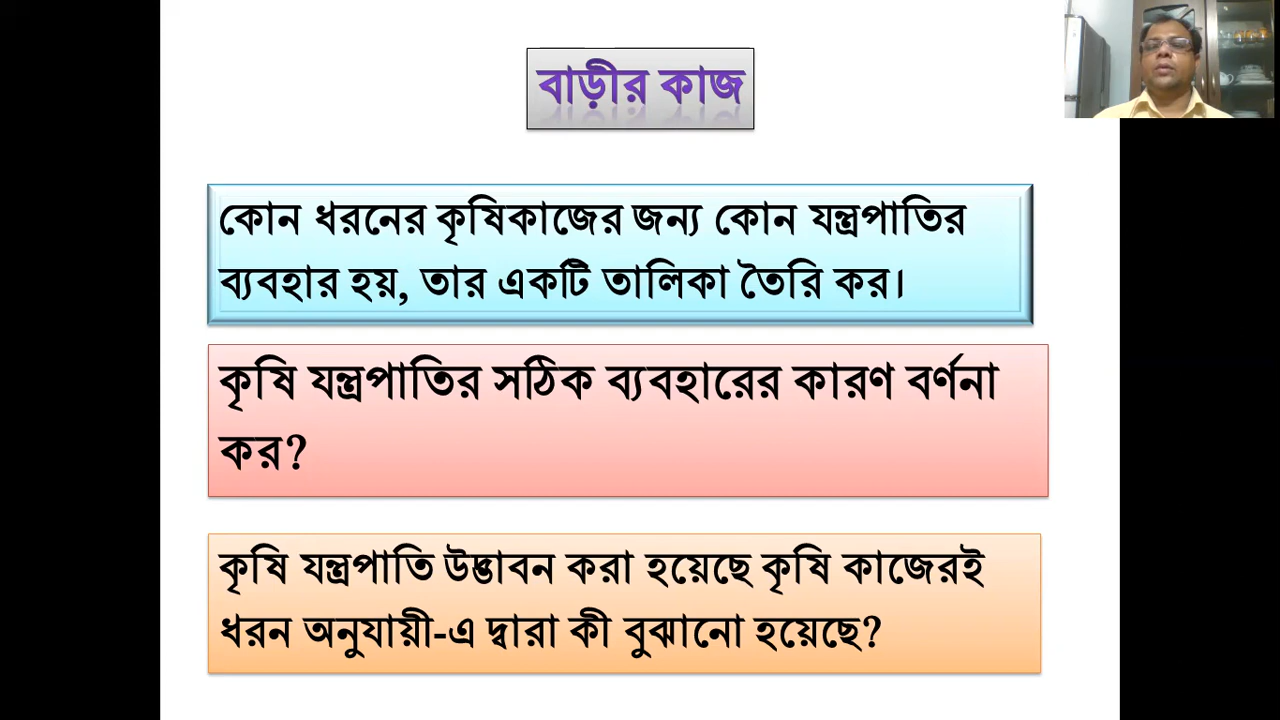 বাড়ীর কাজ
কোন ধরনের কৃষিকাজের জন্য কোন যন্ত্রপাতির
ব্যবহার হয়, তার একটি তালিকা তৈরি কর।
কৃষি যন্ত্রপাতির সঠিক ব্যবহারের কারণ বর্ণনা
কর?
কৃষি যন্ত্রপাতি উদ্ভাবন করা হয়েছে কৃষি কাজেরই
ধরন অনুযায়ী-এ দ্বারা কী বুঝানো হয়েছে?